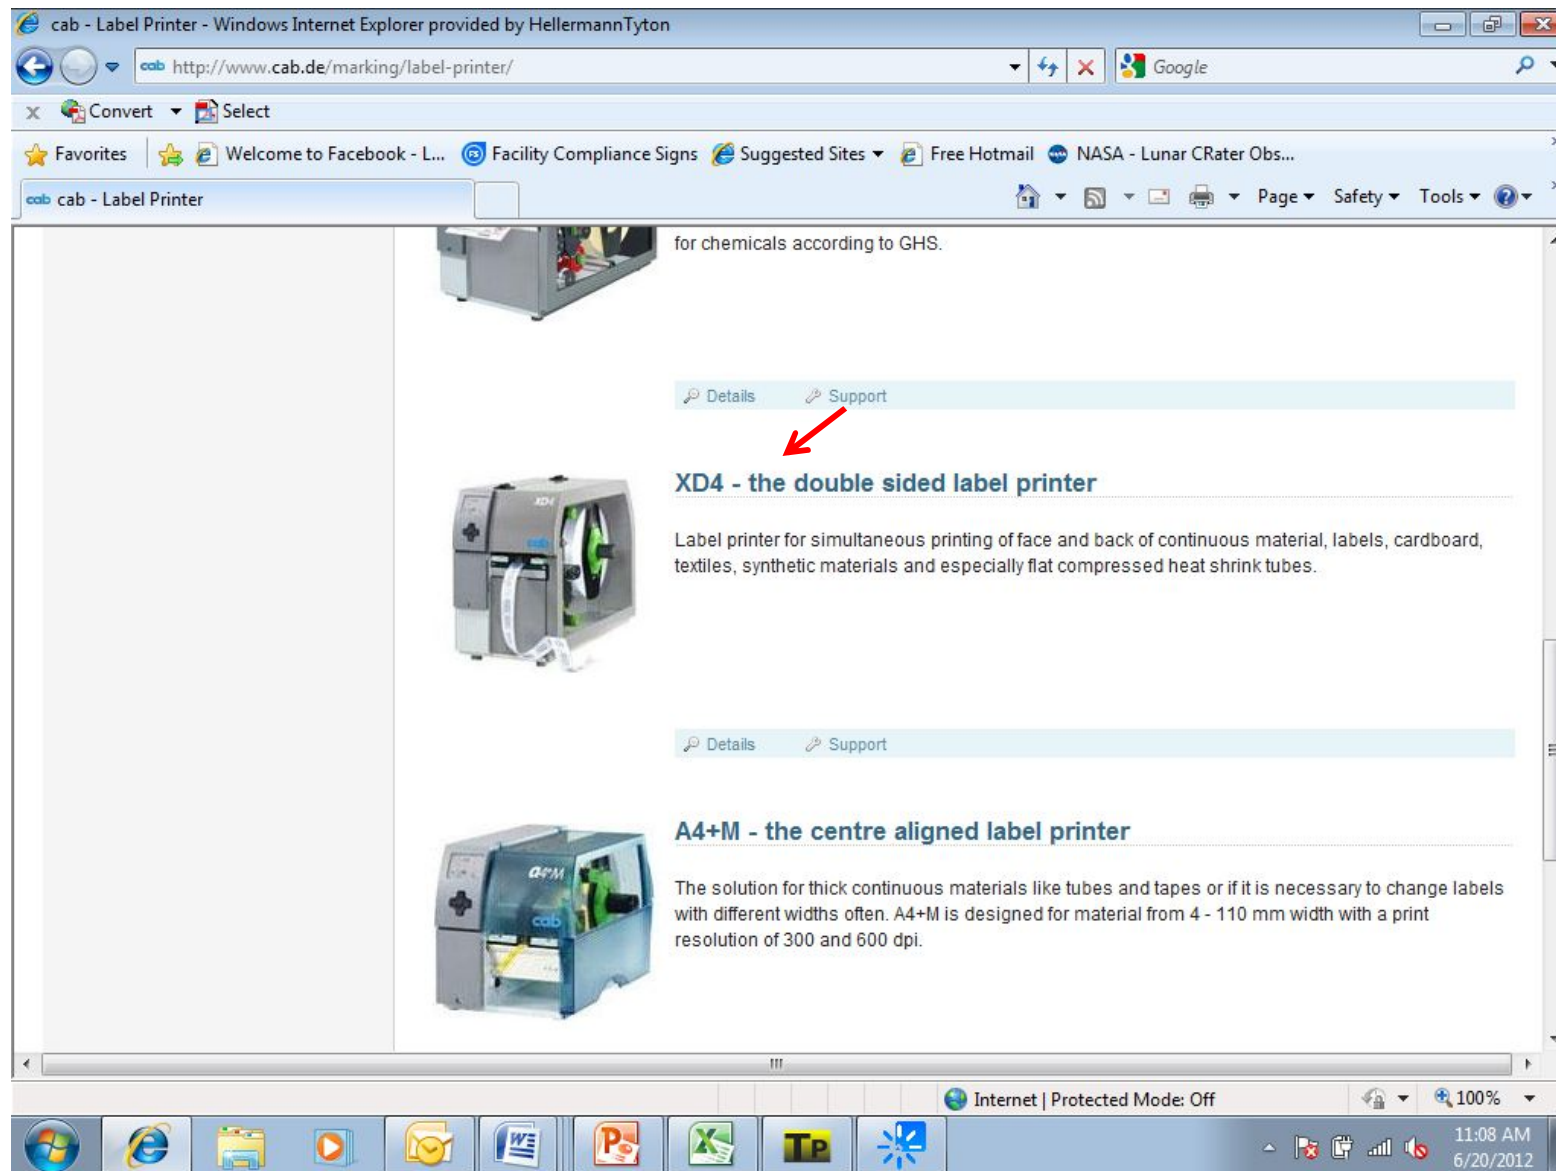 cab - Label Printer - Windows Internet Explorer provided by HellermannTyton
cab http://www.cab.de/marking/label-printer/
Google
x Convert Select
Favorites Welcome to Facebook - L... Facility Compliance Signs Suggested Sites Free Hotmail NASA - Lunar CRater Obs...
cab cab - Label Printer
Page Safety Tools
for chemicals according to GHS.
Details Support
XD4 - the double sided label printer
XD4
cab
Label printer for simultaneous printing of face and back of continuous material, labels, cardboard,
textiles, synthetic materials and especially flat compressed heat shrink tubes.
Details Support
A4+M - the centre aligned label printer
a4+M
cab
The solution for thick continuous materials like tubes and tapes or if it is necessary to change labels
with different widths often. A4+M is designed for material from 4 - 110 mm width with a print
resolution of 300 and 600 dpi.
Internet | Protected Mode: Off
100%
TP
11:08 AM
6/20/2012